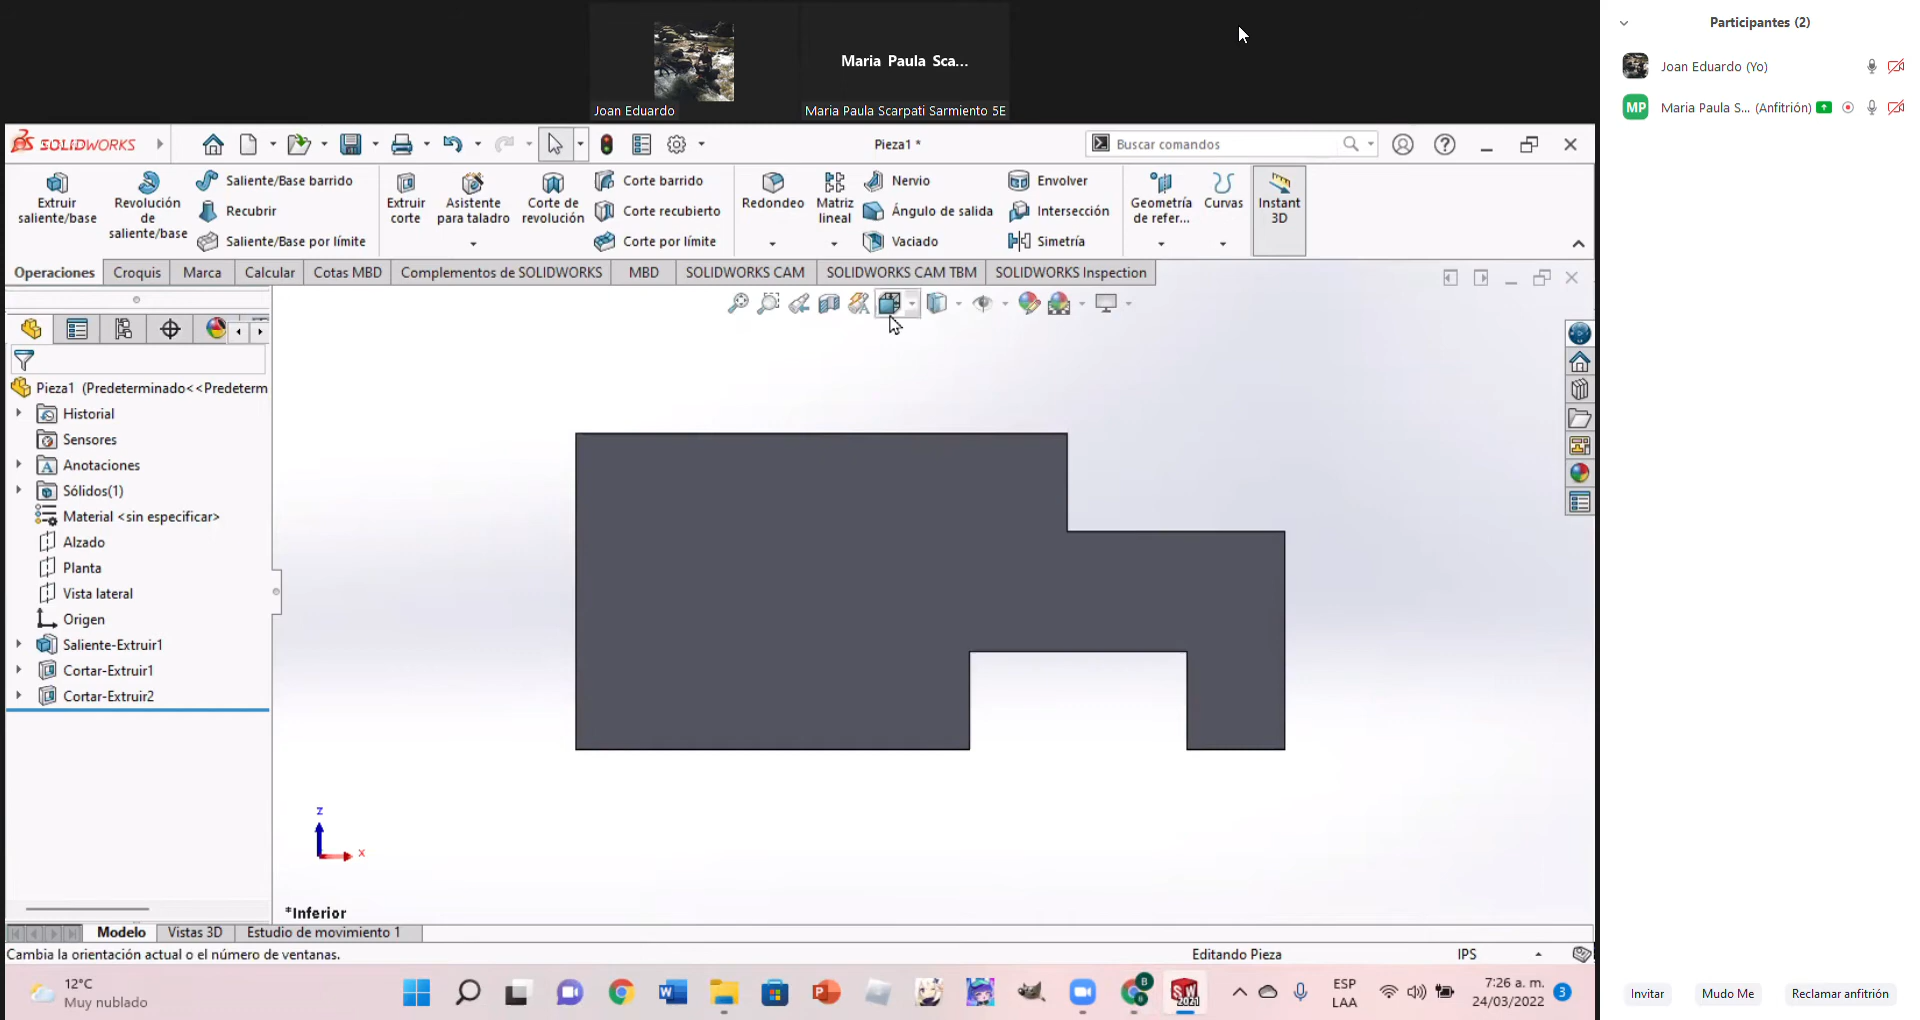 Maria Paula Sca...
Joan Eduardo
Maria Paula Scarpati Sarmiento 5E
Participantes (2)
Joan Eduardo (Yo)
MP
Maria Paula S... (Anfitrión)
SOLIDWORKS
Pieza1 *
Buscar comandos
Extruir
saliente/base
Revolución
de
saliente/base
Saliente/Base barrido
Recubrir
Saliente/Base por límite
Extruir
corte
Asistente
para taladro
Corte de
revolución
Corte barrido
Corte recubierto
Corte por límite
Redondeo
Matriz
lineal
Nervio
Ángulo de salida
Vaciado
Envolver
Intersección
Simetría
Geometría
de refer...
Curvas
Instant
3D
Operaciones
Croquis
Marca
Calcular
Cotas MBD
Complementos de SOLIDWORKS
MBD
SOLIDWORKS CAM
SOLIDWORKS CAM TBM
SOLIDWORKS Inspection
Pieza1 (Predeterminado<<Predeterm
Historial
Sensores
Anotaciones
Sólidos(1)
Material <sin especificar>
Alzado
Planta
Vista lateral
Origen
Saliente-Extruir1
Cortar-Extruir1
Cortar-Extruir2
z
x
*Inferior
Modelo
Vistas 3D
Estudio de movimiento 1
Cambia la orientación actual o el número de ventanas.
Editando Pieza
IPS
12°C
Muy nublado
ESP
LAA
7:26 a. m.
24/03/2022
3
Invitar
Mudo Me
Reclamar anfitrión